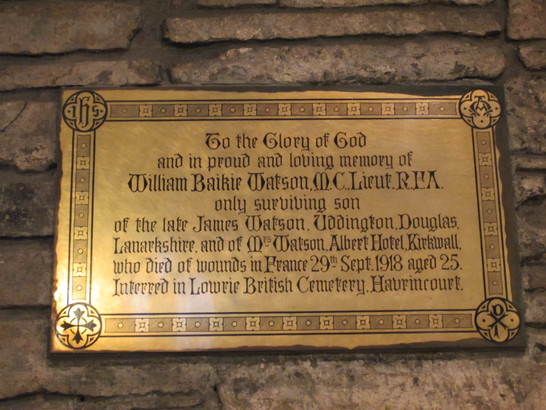 To the Glory of God
and in proud and loving memory of
William Baikie Watson, M.C., Lieut. R.F.A.
only surviving son
of the late James Watson, Uddington, Douglas,
Lanarkshire, and of Mrs Watson, Albert Hotel, Kirkwall,
who died of wounds in France 29th Sept. 1918 aged 25.
Interred in Lowrie British Cemetery, Havrincourt.